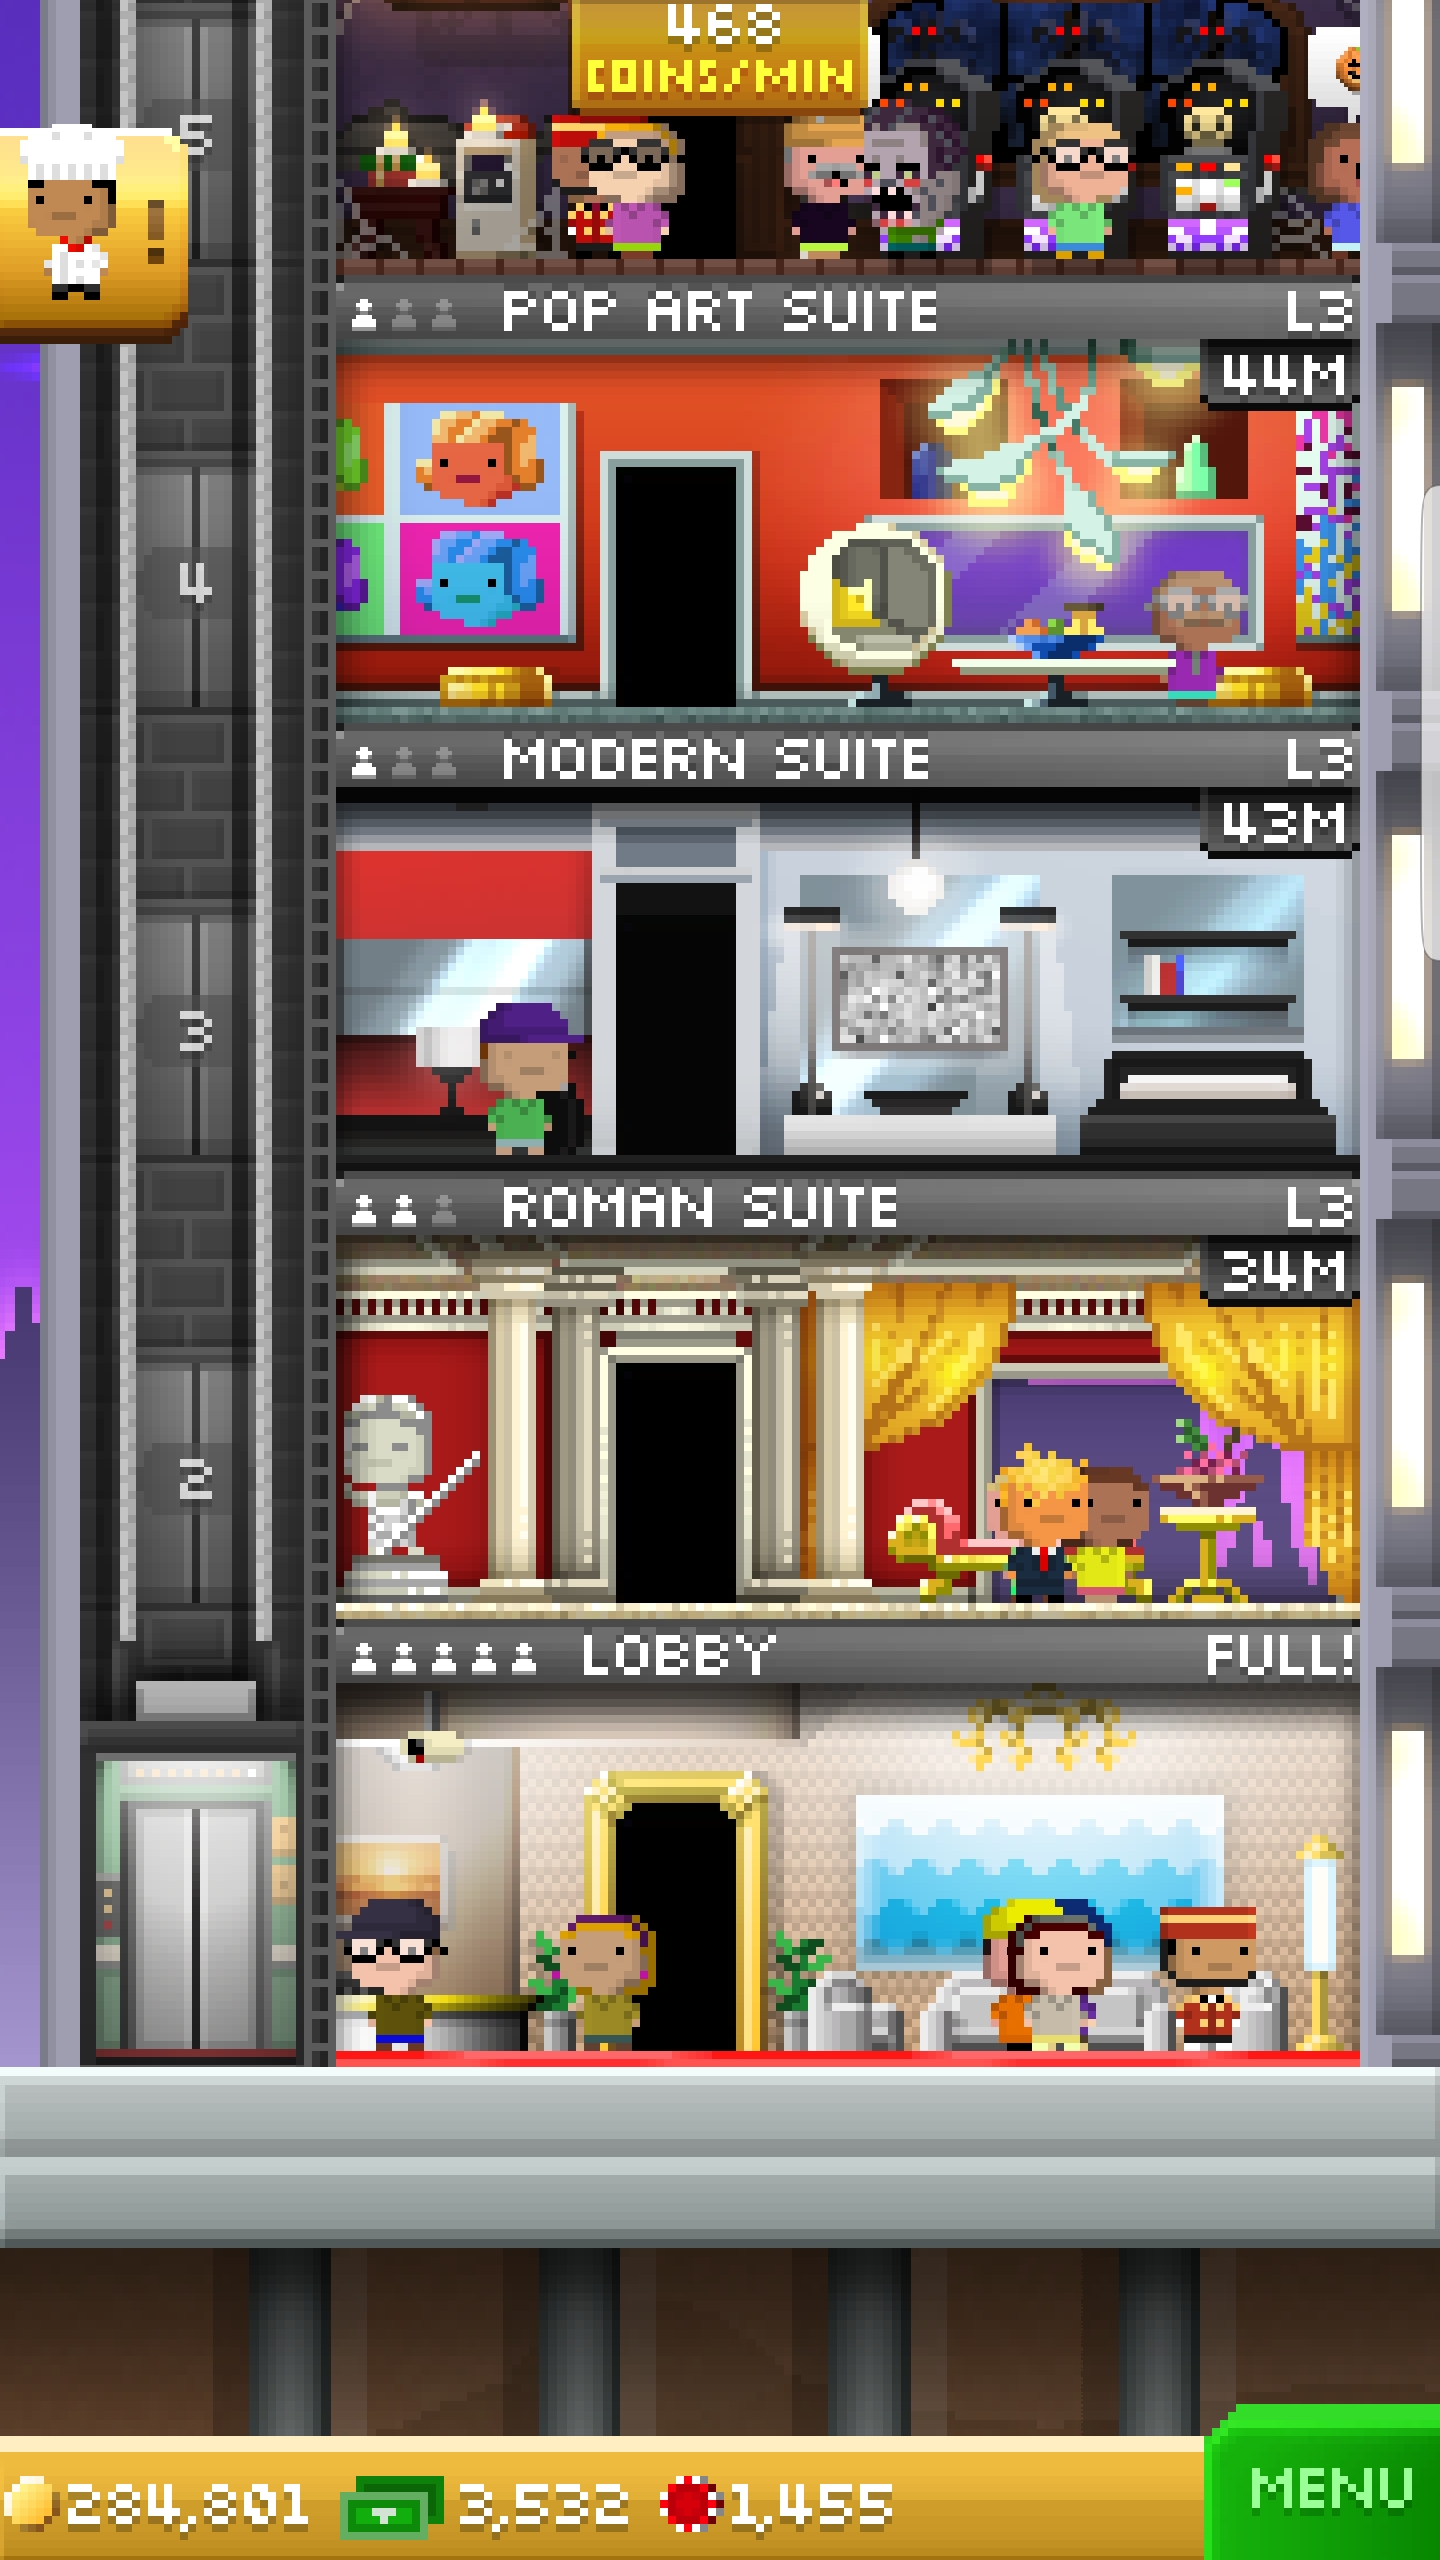 468
COINS/MIN
5
!
POP ART SUITE L3
44M
4
MODERN SUITE L3
43M
3
ROMAN SUITE L3
34M
2
LOBBY FULL!
284,801 3,532 1,455
MENU